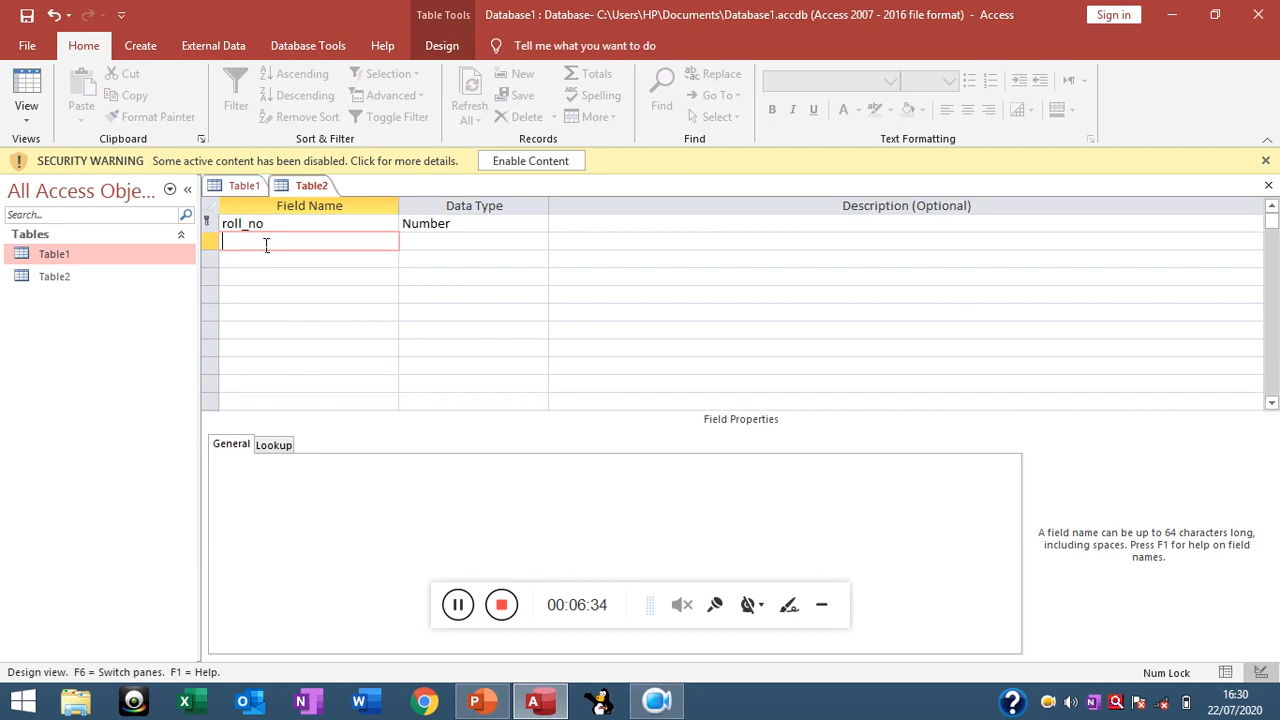 Table Tools
Database1 : Database- C:\Users\HP\Documents\Database1.accdb (Access 2007 - 2016 file format) - Access
Sign in
File
Home
Create
External Data
Database Tools
Help
Design
Tell me what you want to do
View
Views
Paste
Cut
Copy
Format Painter
Clipboard
Filter
Ascending
Descending
Remove Sort
Selection
Advanced
Toggle Filter
Sort & Filter
Refresh
All
New
Save
Delete
Totals
Spelling
More
Records
Find
Replace
Go To
Select
Find
B I U A
Text Formatting
SECURITY WARNING Some active content has been disabled. Click for more details.
Enable Content
All Access Obje...
Search...
Tables
Table1
Table2
Table1
Table2
Field Name
Data Type
Description (Optional)
roll_no
Number
Field Properties
General
Lookup
A field name can be up to 64 characters long,
including spaces. Press F1 for help on field
names.
00:06:34
Design view. F6 = Switch panes. F1 = Help.
Num Lock
16:30
22/07/2020